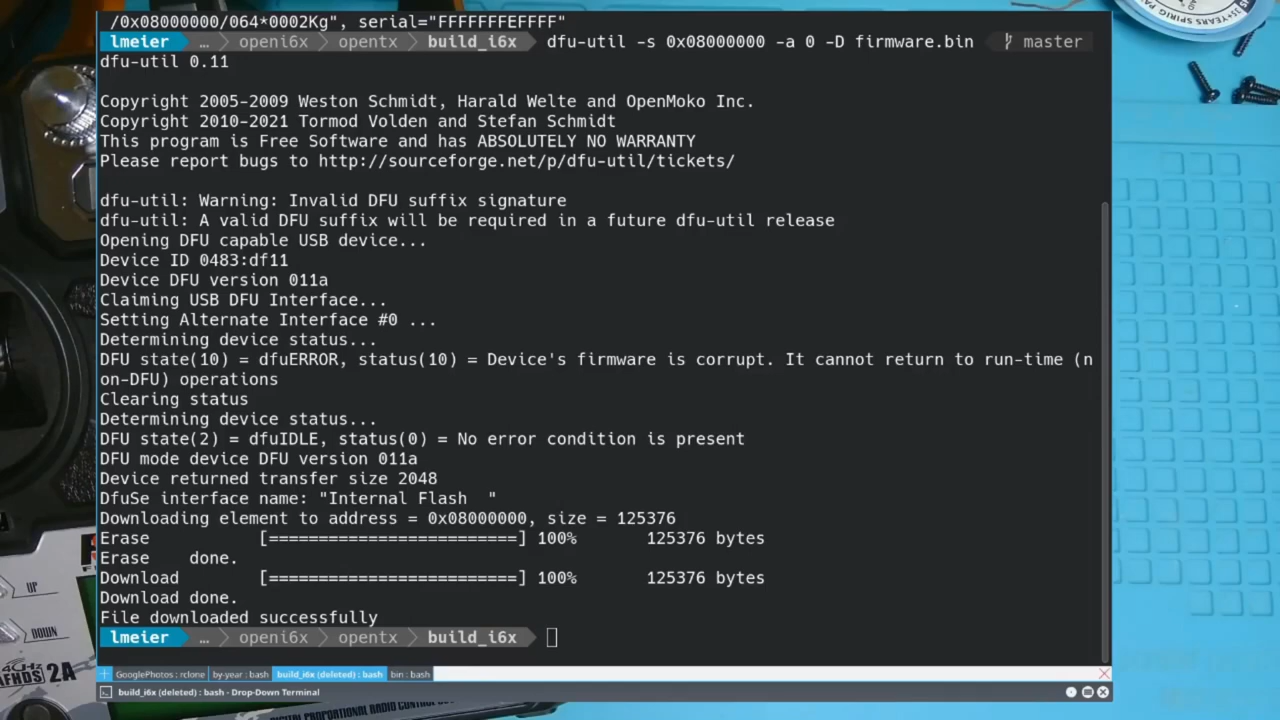 /0x08000000/064*0002Kg", serial="FFFFFFFEFFFF"
lmeier … openi6x opentx build_i6x dfu-util -s 0x08000000 -a 0 -D firmware.bin master
dfu-util 0.11
Copyright 2005-2009 Weston Schmidt, Harald Welte and OpenMoko Inc.
Copyright 2010-2021 Tormod Volden and Stefan Schmidt
This program is Free Software and has ABSOLUTELY NO WARRANTY
Please report bugs to http://sourceforge.net/p/dfu-util/tickets/
dfu-util: Warning: Invalid DFU suffix signature
dfu-util: A valid DFU suffix will be required in a future dfu-util release
Opening DFU capable USB device...
Device ID 0483:df11
Device DFU version 011a
Claiming USB DFU Interface...
Setting Alternate Interface #0 ...
Determining device status...
DFU state(10) = dfuERROR, status(10) = Device's firmware is corrupt. It cannot return to run-time (n
on-DFU) operations
Clearing status
Determining device status...
DFU state(2) = dfuIDLE, status(0) = No error condition is present
DFU mode device DFU version 011a
Device returned transfer size 2048
DfuSe interface name: "Internal Flash  "
Downloading element to address = 0x08000000, size = 125376
Erase [=========================] 100% 125376 bytes
Erase done.
Download [=========================] 100% 125376 bytes
Download done.
File downloaded successfully
lmeier … openi6x opentx build_i6x
GooglePhotos : rclone by-year : bash build_i6x (deleted) : bash bin : bash
build_i6x (deleted) : bash - Drop-Down Terminal
UP
DOWN
AFHDS 2A
DIGITAL PROPORTIONAL RADIO CONTROL